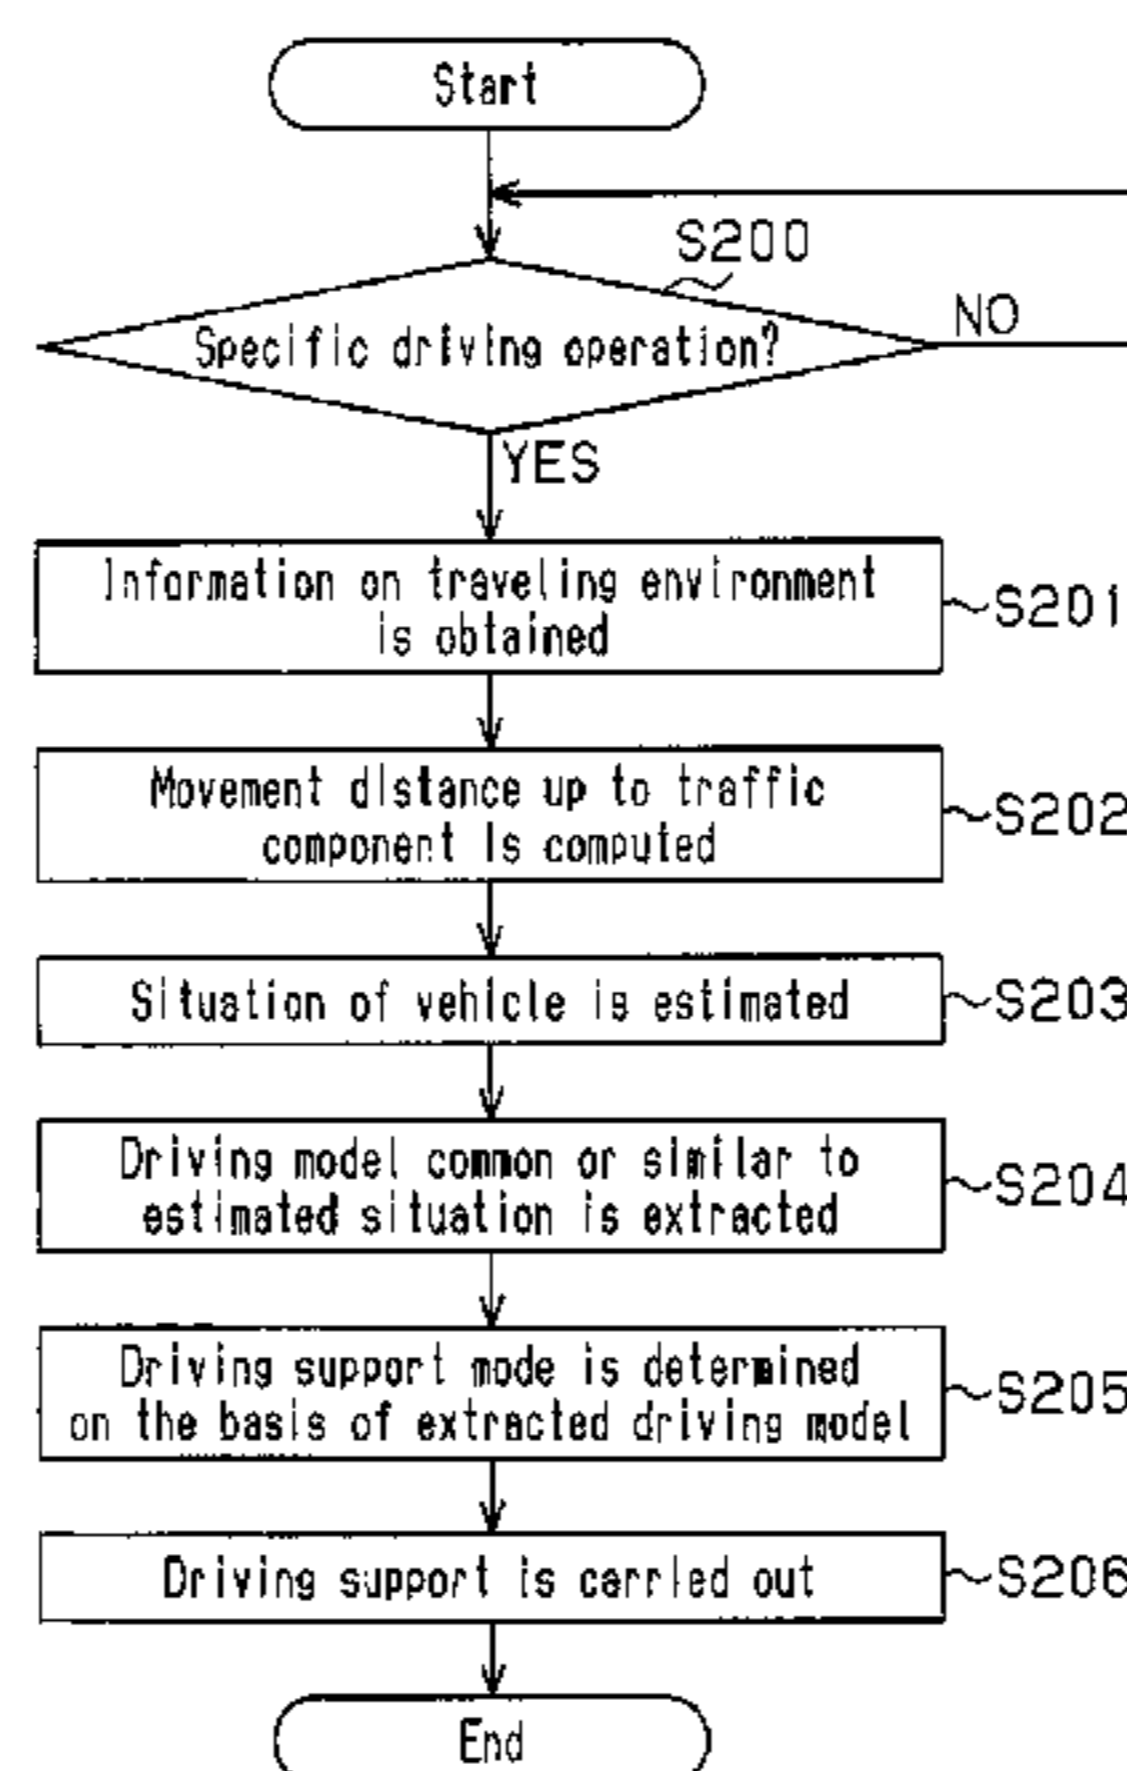 Start
S200
Specific driving operation?
NO
YES
Information on traveling environment
is obtained
S201
Movement distance up to traffic
component is computed
S202
Situation of vehicle is estimated
S203
Driving model common or similar to
estimated situation is extracted
S204
Driving support mode is determined
on the basis of extracted driving model
S205
Driving support is carried out
S206
End